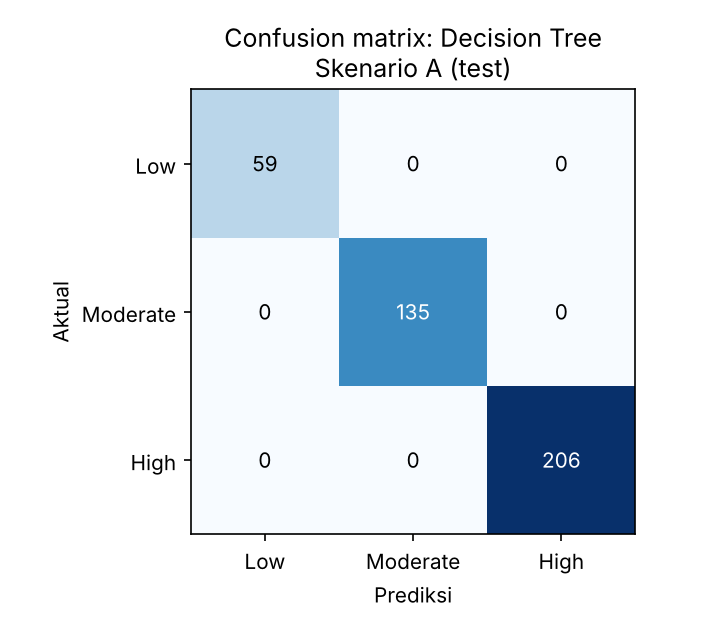 Confusion matrix: Decision Tree
Skenario A (test)
Low 59 0 0
Aktual
Moderate 0 135 0
High 0 0 206
Low Moderate High
Prediksi